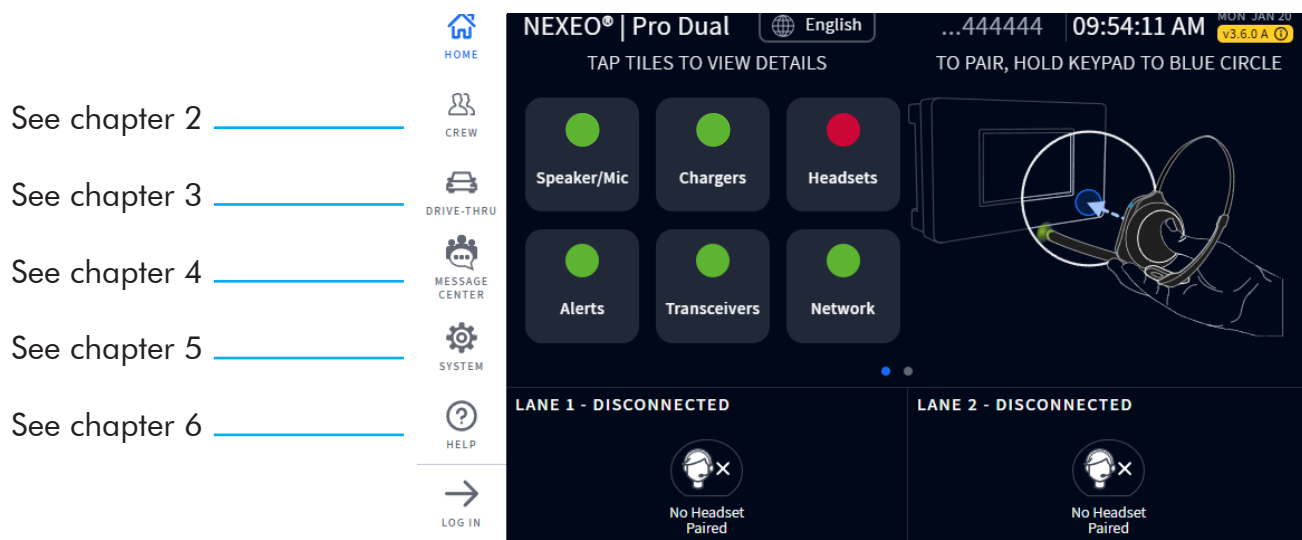 See chapter 2
See chapter 3
See chapter 4
See chapter 5
See chapter 6
HOME
CREW
DRIVE-THRU
MESSAGE
CENTER
SYSTEM
HELP
LOG IN
NEXEO® | Pro Dual
English
...444444
09:54:11 AM
MON JAN 20
v3.6.0 A
TAP TILES TO VIEW DETAILS
TO PAIR, HOLD KEYPAD TO BLUE CIRCLE
Speaker/Mic
Chargers
Headsets
Alerts
Transceivers
Network
LANE 1 - DISCONNECTED
No Headset
Paired
LANE 2 - DISCONNECTED
No Headset
Paired